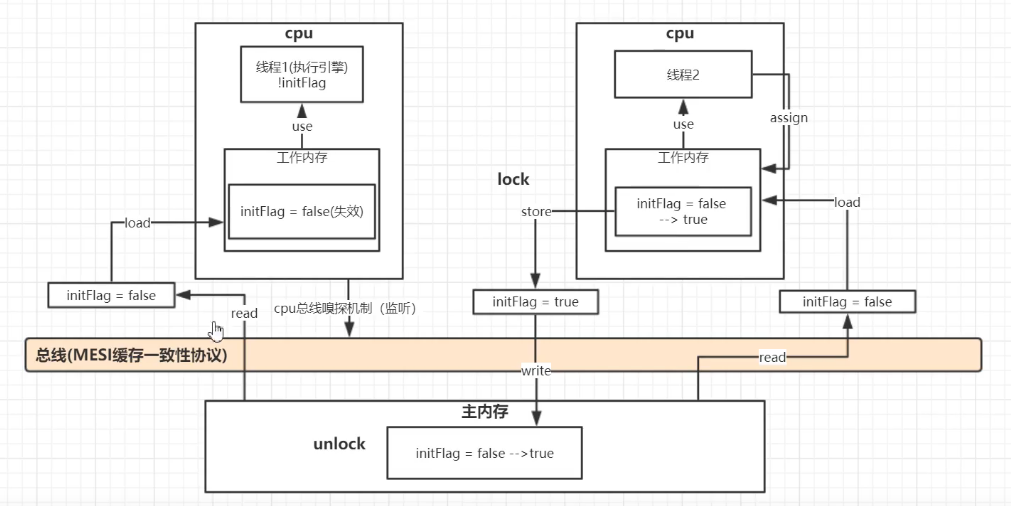 cpu
线程1(执行引擎)
!initFlag
use
工作内存
initFlag = false(失效)
load
initFlag = false
read
cpu总线嗅探机制（监听）
cpu
线程2
assign
use
工作内存
lock
initFlag = false
--> true
store
load
initFlag = true
initFlag = false
总线(MESI缓存一致性协议)
write
read
主内存
unlock
initFlag = false -->true